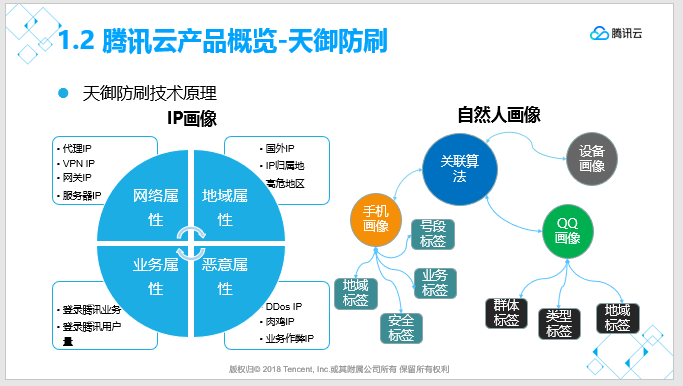 1.2 腾讯云产品概览-天御防刷
腾讯云
天御防刷技术原理
IP画像
• 代理IP
• VPN IP
• 网关IP
• 服务器IP
• 国外IP
• IP归属地
高危地区
网络属
性
地域属
性
业务属
性
恶意属
性
• 登录腾讯业务
• 登录腾讯用户
量
DDos IP
• 肉鸡IP
• 业务作弊IP
自然人画像
关联算
法
设备
画像
手机
画像
QQ
画像
号段
标签
业务
标签
地域
标签
安全
标签
群体
标签
类型
标签
地域
标签
版权归© 2018 Tencent, Inc.或其附属公司所有 保留所有权利